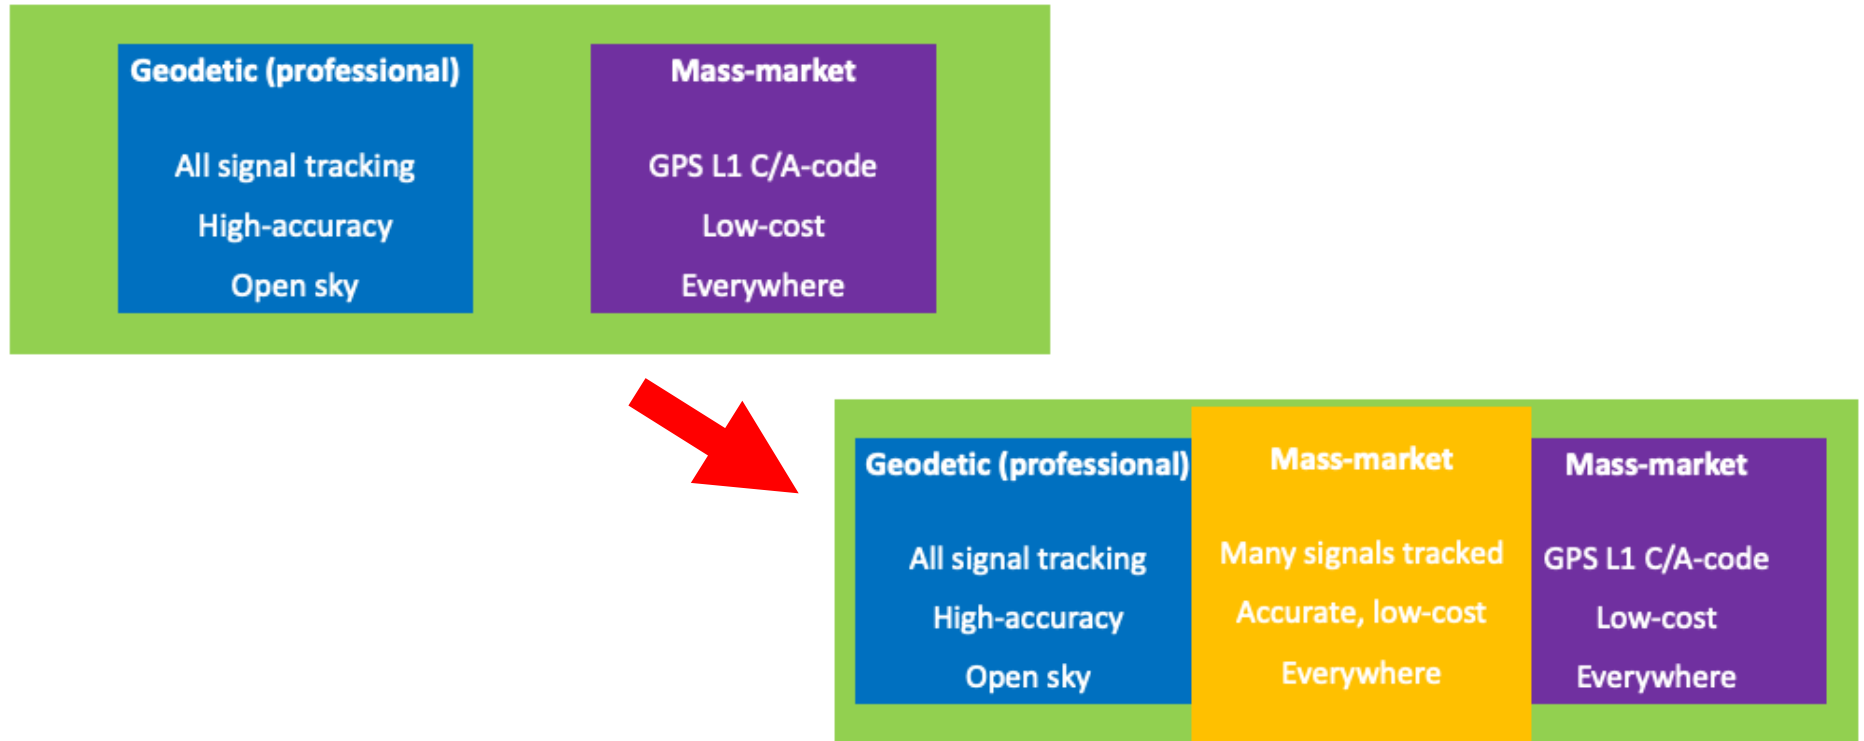 Geodetic (professional)
All signal tracking
High-accuracy
Open sky
Mass-market
GPS L1 C/A-code
Low-cost
Everywhere
Geodetic (professional)
All signal tracking
High-accuracy
Open sky
Mass-market
Many signals tracked
Accurate, low-cost
Everywhere
Mass-market
GPS L1 C/A-code
Low-cost
Everywhere